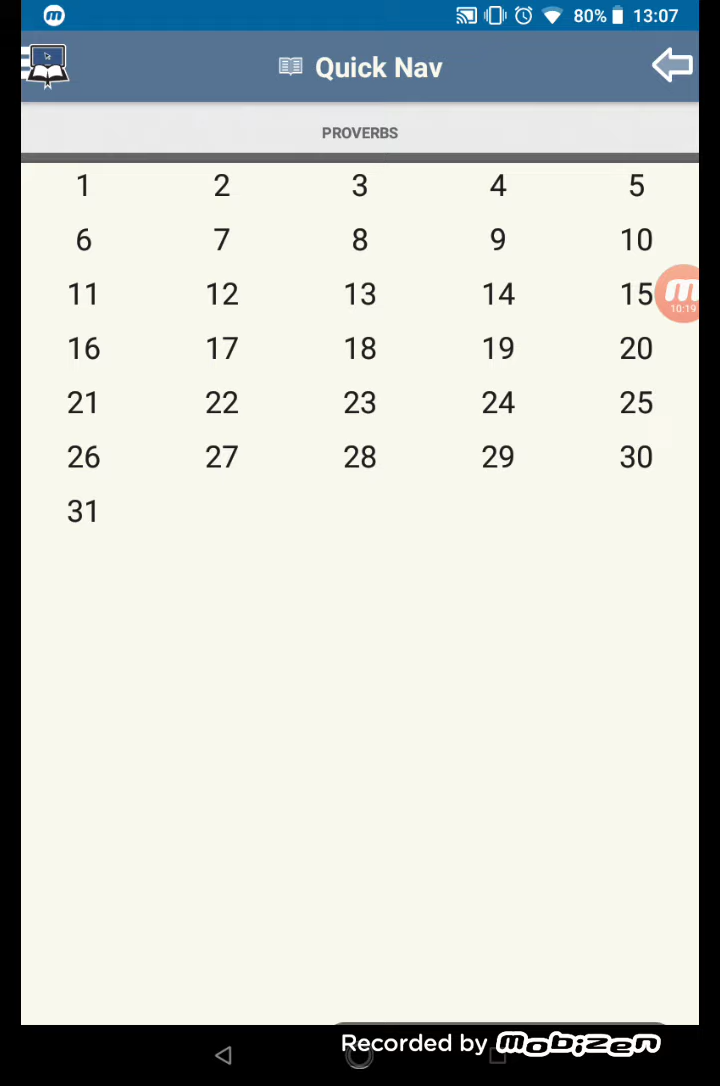 m 80% 13:07
Quick Nav
PROVERBS
1 2 3 4 5
6 7 8 9 10
11 12 13 14 15
m
10:19
16 17 18 19 20
21 22 23 24 25
26 27 28 29 30
31
Recorded by mobizen